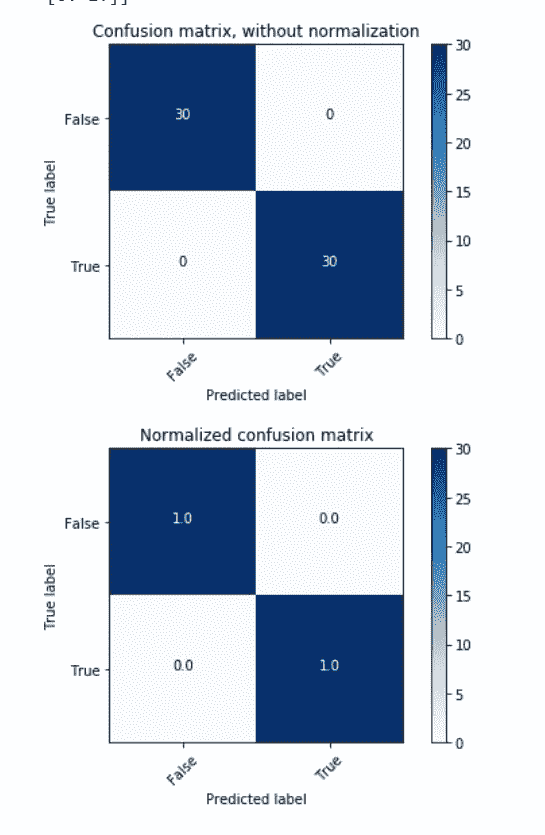 Confusion matrix, without normalization
30
25
20
15
10
5
0
True label
False
30
0
True
0
30
False
True
Predicted label
Normalized confusion matrix
30
25
20
15
10
5
0
True label
False
1.0
0.0
True
0.0
1.0
False
True
Predicted label